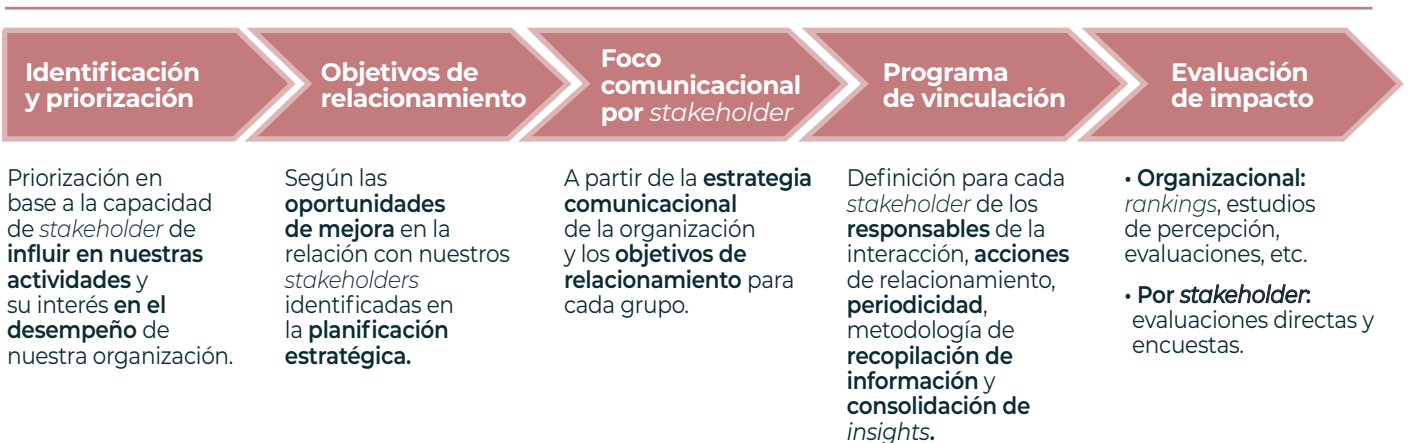 Identificación
y priorización
Objetivos de
relacionamiento
Foco
comunicacional
por stakeholder
Programa
de vinculación
Evaluación
de impacto
Priorización en
base a la capacidad
de stakeholder de
influir en nuestras
actividades y
su interés en el
desempeño de
nuestra organización.
Según las
oportunidades
de mejora en la
relación con nuestros
stakeholders
identificadas en
la planificación
estratégica.
A partir de la estrategia
comunicacional
de la organización
y los objetivos de
relacionamiento para
cada grupo.
Definición para cada
stakeholder de los
responsables de la
interacción, acciones
de relacionamiento,
periodicidad,
metodología de
recopilación de
información y
consolidación de
insights.
• Organizacional:
rankings, estudios
de percepción,
evaluaciones, etc.
• Por stakeholder:
evaluaciones directas y
encuestas.